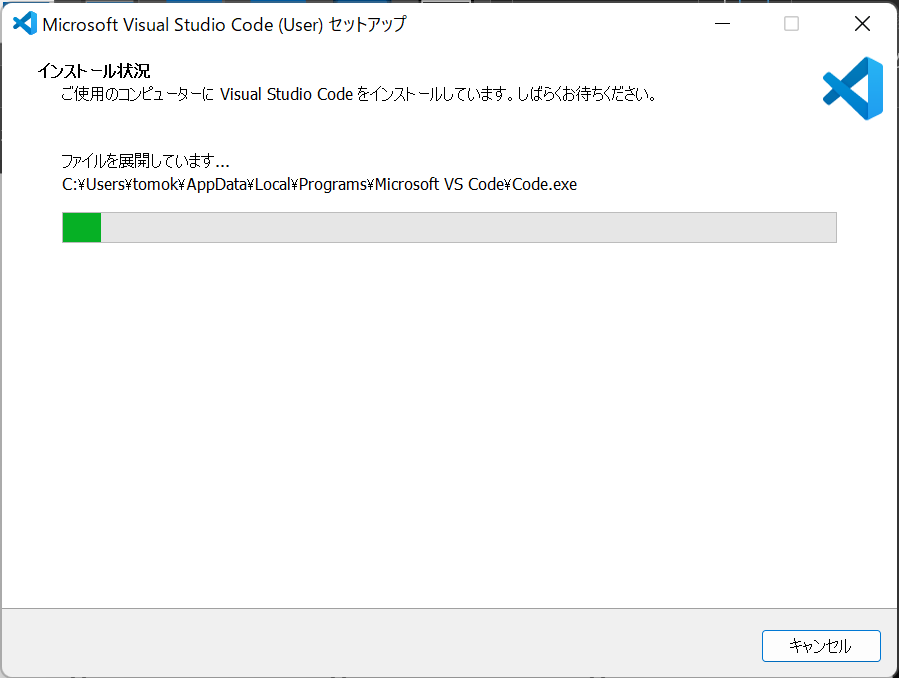 Microsoft Visual Studio Code (User) セットアップ
インストール状況
ご使用のコンピューターに Visual Studio Code をインストールしています。しばらくお待ちください。
ファイルを展開しています...
C:¥Users¥tomok¥AppData¥Local¥Programs¥Microsoft VS Code¥Code.exe
キャンセル